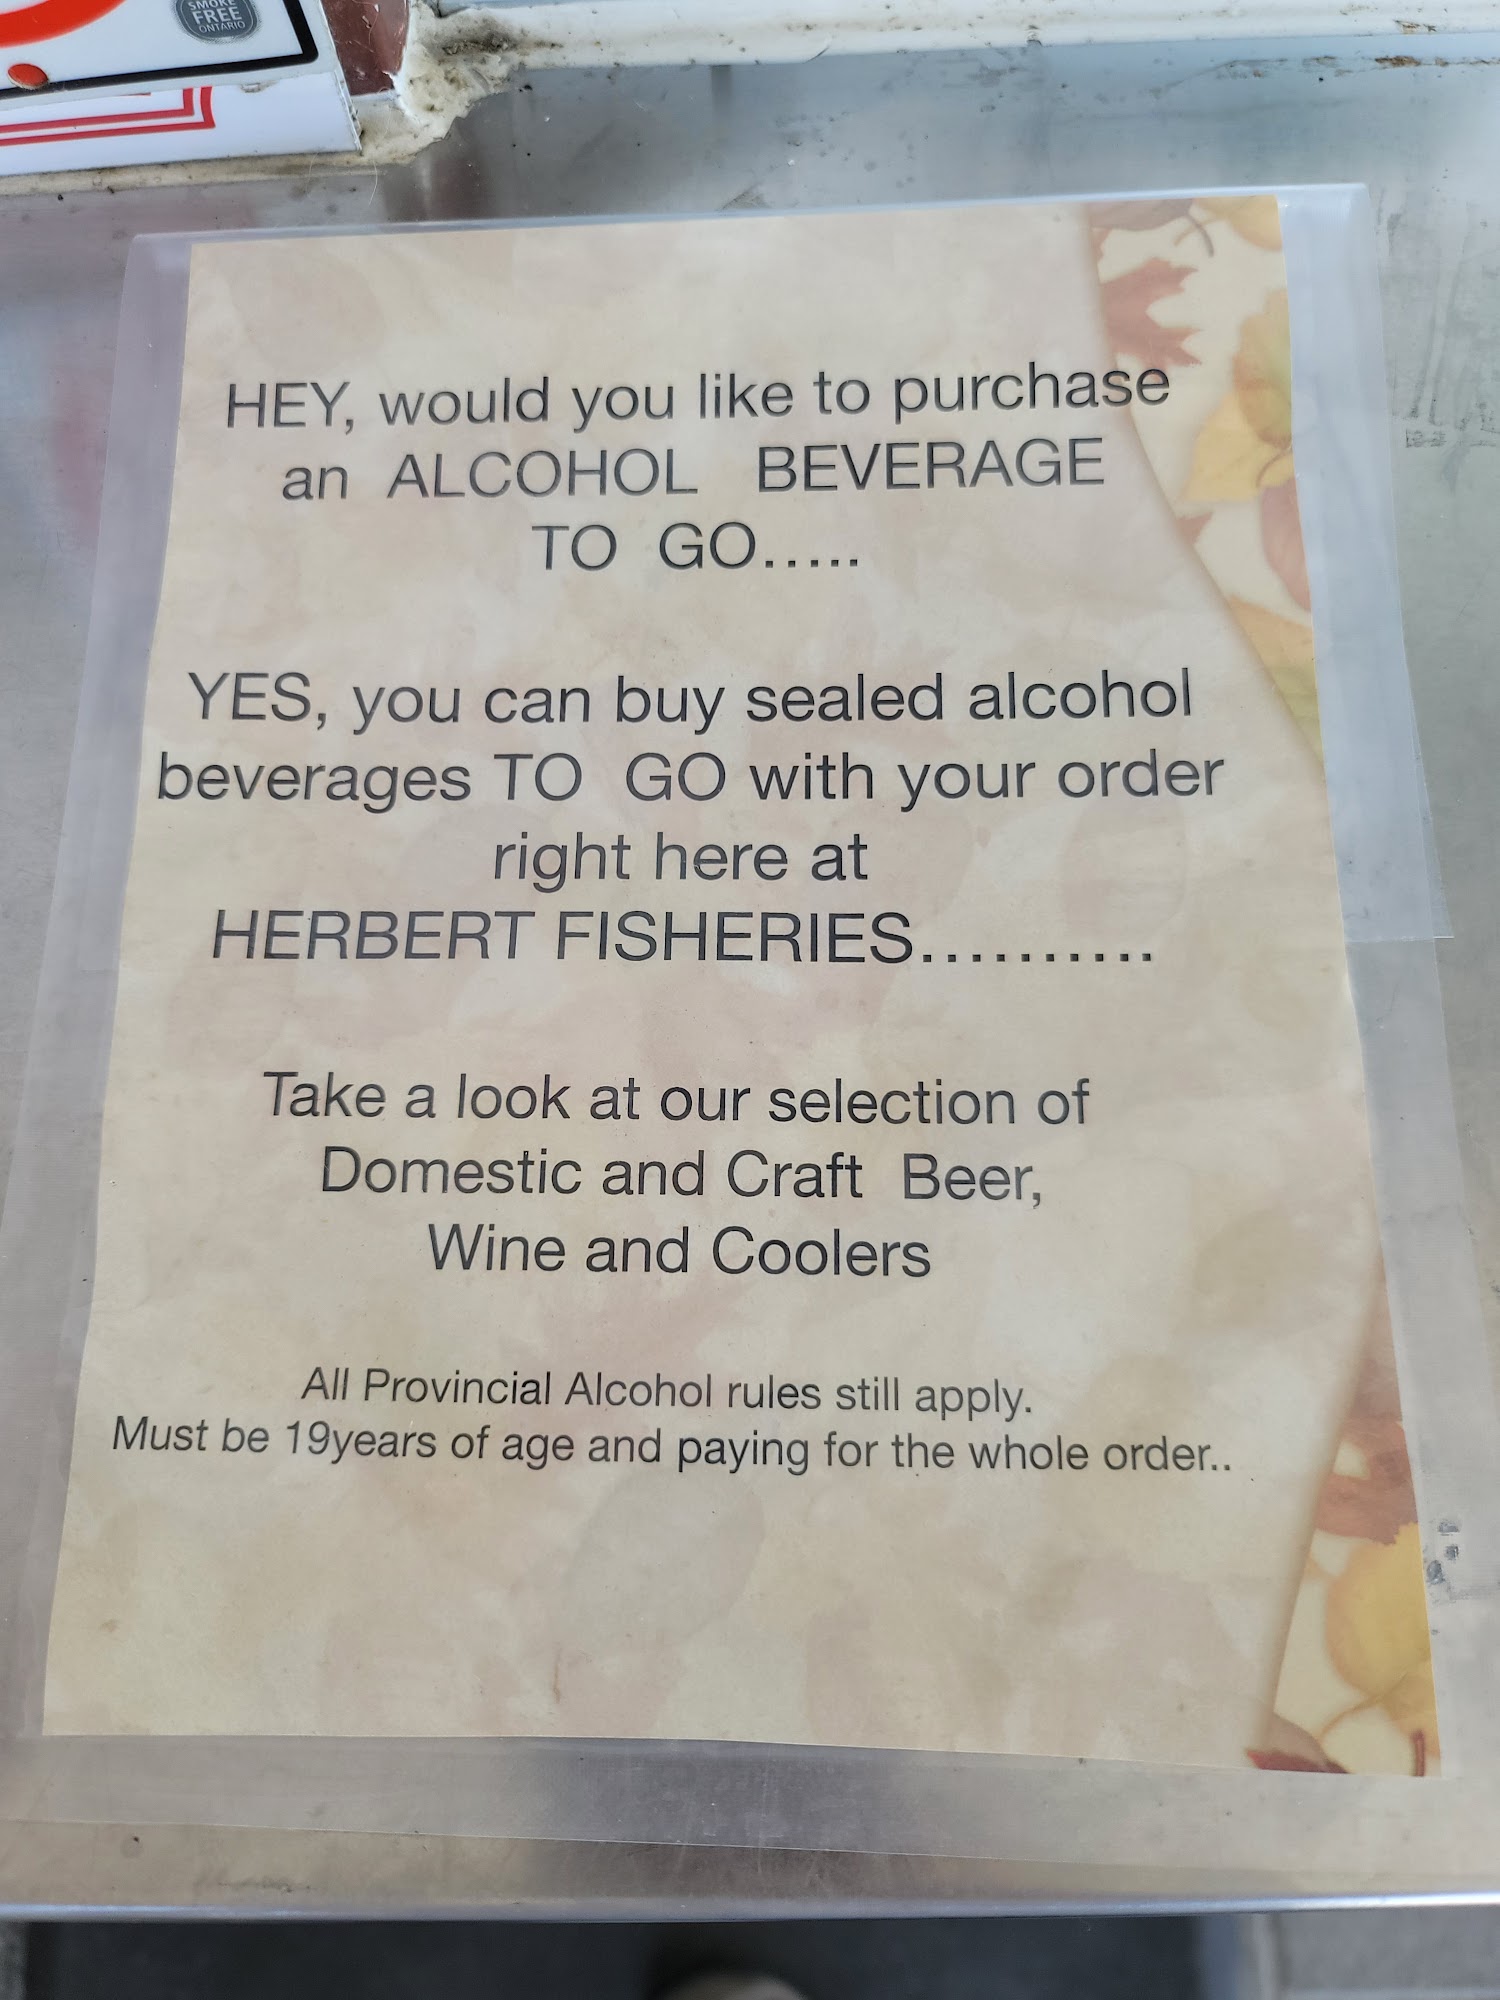 SMOKE
FREE
ONTARIO
HEY, would you like to purchase
an ALCOHOL BEVERAGE
TO GO.....
YES, you can buy sealed alcohol
beverages TO GO with your order
right here at
HERBERT FISHERIES..........
Take a look at our selection of
Domestic and Craft Beer,
Wine and Coolers
All Provincial Alcohol rules still apply.
Must be 19years of age and paying for the whole order..